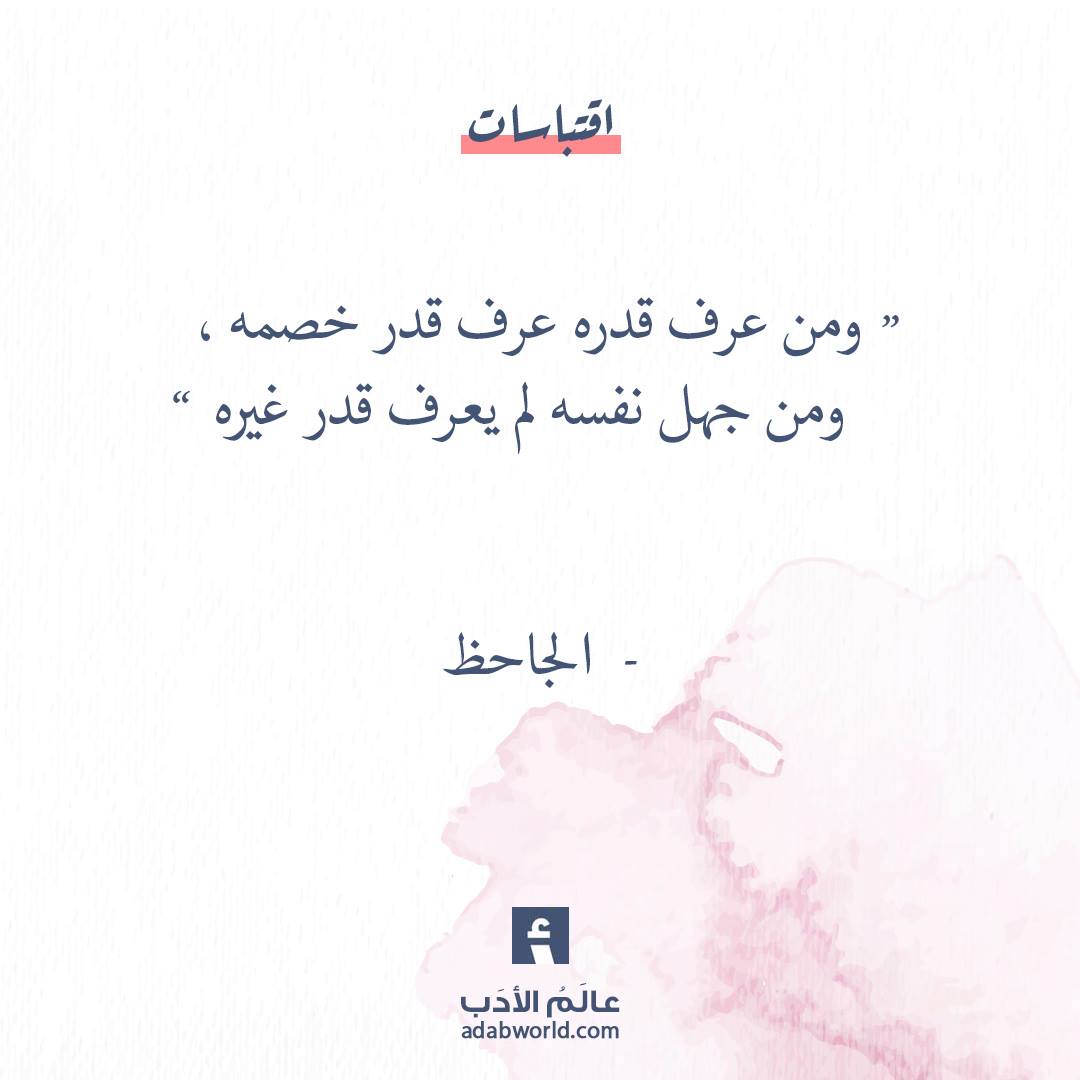 اقتباسات
” ومن عرف قدره عرف قدر خصمه ،
ومن جهل نفسه لم يعرف قدر غيره “
- الجاحظ
أ
عالَمُ الأدَب
adabworld.com